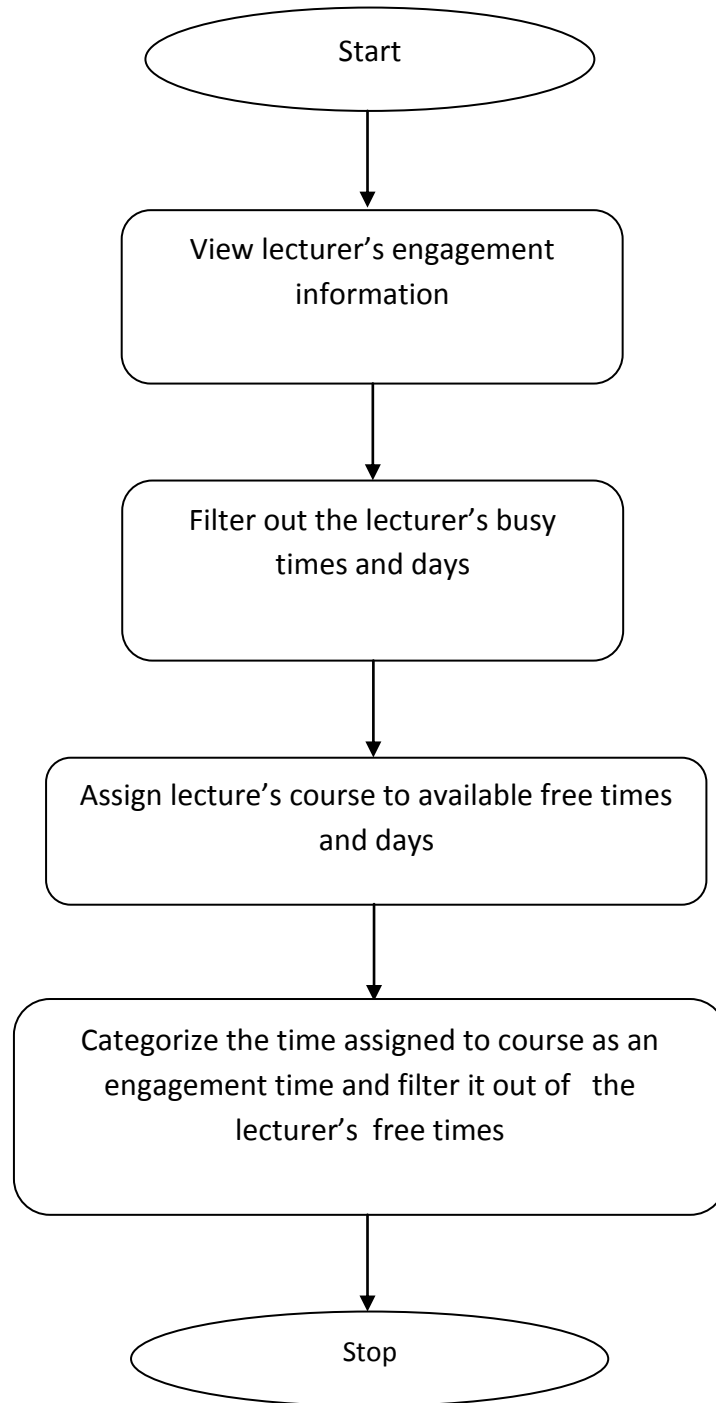 Start
View lecturer’s engagement
information
Filter out the lecturer’s busy
times and days
Assign lecture’s course to available free times
and days
Categorize the time assigned to course as an
engagement time and filter it out of   the
lecturer’s  free times
Stop